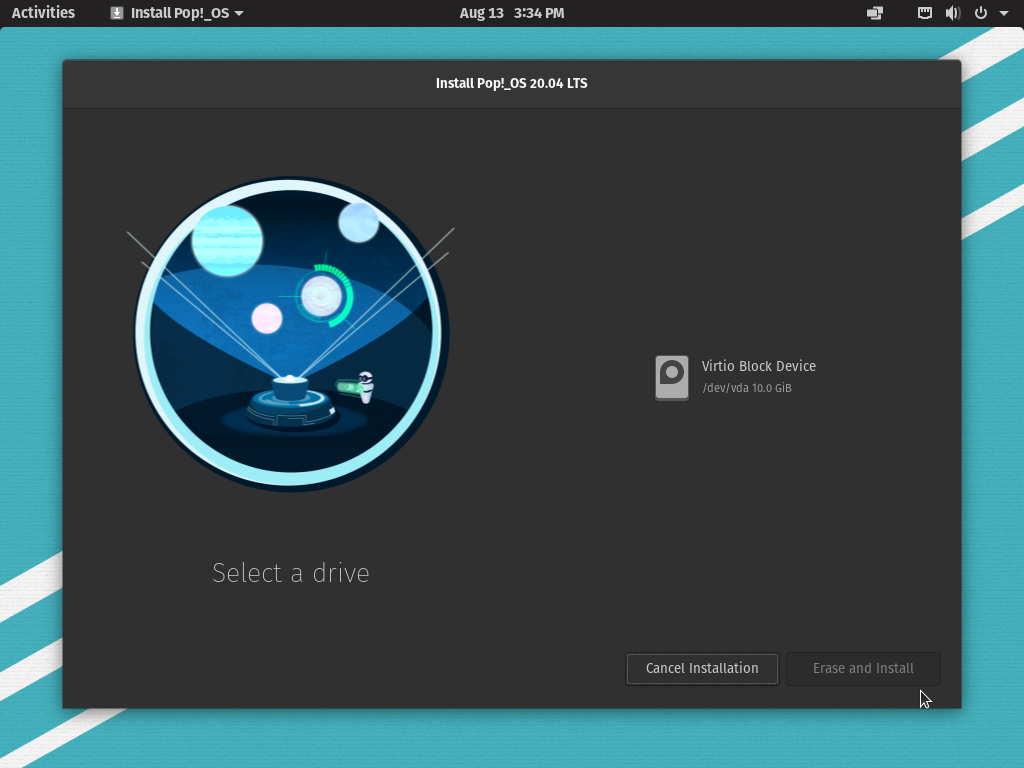 Activities Install Pop!_OS Aug 13 3:34 PM
Install Pop!_OS 20.04 LTS
Virtio Block Device
/dev/vda 10.0 GiB
Select a drive
Cancel Installation Erase and Install